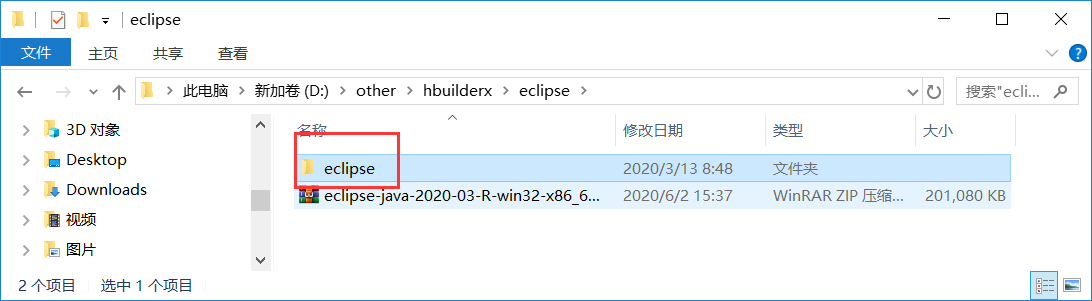 eclipse
文件 主页 共享 查看
此电脑 新加卷 (D:) other hbuilderx eclipse 搜索"ecli...
名称 修改日期 类型 大小
3D 对象
Desktop
Downloads
视频
图片
eclipse 2020/3/13 8:48 文件夹
eclipse-java-2020-03-R-win32-x86_6... 2020/6/2 15:37 WinRAR ZIP 压缩... 201,080 KB
2 个项目 选中 1 个项目